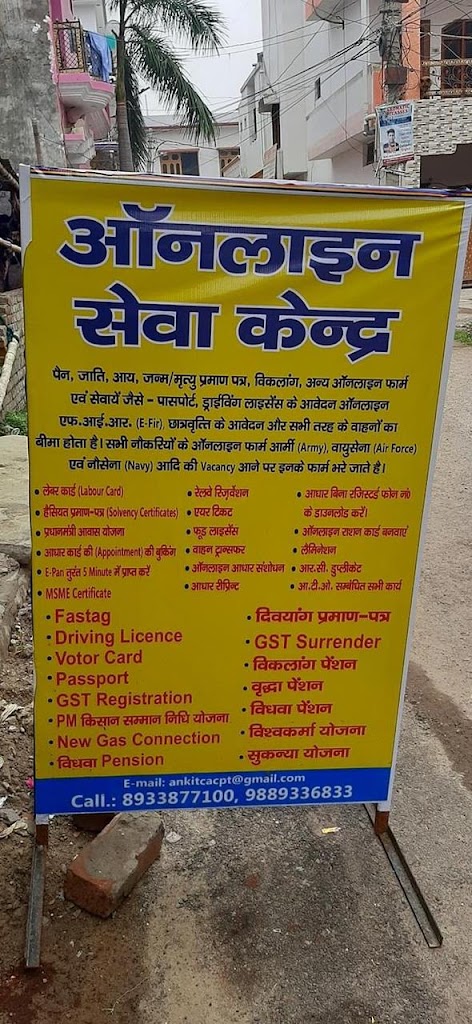 ऑनलाइन
सेवा केन्द्र
पैन, जाति, आय, जन्म/मृत्यु प्रमाण पत्र, विकलांग, अन्य ऑनलाइन फार्म
एवं सेवायें जैसे - पासपोर्ट, ड्राईविंग लाइसेंस के आवेदन ऑनलाइन
एफ.आई.आर. (E-Fir), छात्रवृत्ति के आवेदन और सभी तरह के वाहनों का
बीमा होता है। सभी नौकरियों के ऑनलाइन फार्म आर्मी (Army), वायुसेना (Air Force)
एवं नौसेना (Navy) आदि की Vacancy आने पर इनके फार्म भरे जाते है।
• लेबर कार्ड (Labour Card)
• हैसियत प्रमाण-पत्र (Solvency Certificates)
• प्रधानमंत्री आवास योजना
• आधार कार्ड की (Appointment) की बुकिंग
• E-Pan तुरंत 5 Minute में प्राप्त करें
• MSME Certificate
• रेलवे रिज़र्वेशन
• एयर टिकट
• फूड लाइसेंस
• वाहन ट्रान्सफर
• ऑनलाइन आधार संशोधन
• आधार रीप्रिन्ट
• आधार बिना रजिस्टर्ड फोन नं०
के डाउनलोड करें।
• ऑनलाइन राशन कार्ड बनवाएं
• लैमिनेशन
• आर.सी. डुप्लीकेट
• आ.टी.ओ. सम्बंधित सभी कार्य
• Fastag
• Driving Licence
• Votor Card
• Passport
• GST Registration
• PM किसान सम्मान निधि योजना
• New Gas Connection
• विधवा Pension
• दिवयांग प्रमाण-पत्र
• GST Surrender
• विकलांग पेंशन
• वृद्धा पेंशन
• विधवा पेंशन
• विश्वकर्मा योजना
• सुकन्या योजना
E-mail: ankitcacpt@gmail.com
Call.: 8933877100, 9889336833